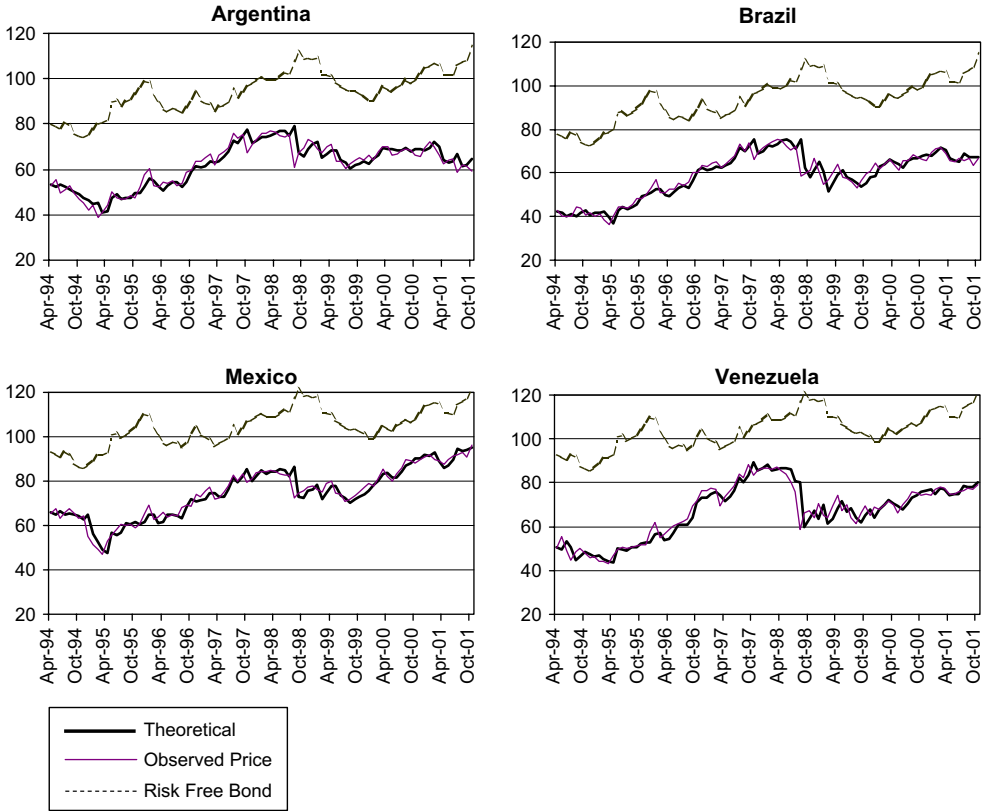 Argentina
120
100
80
60
40
20
Apr-94
Oct-94
Apr-95
Oct-95
Apr-96
Oct-96
Apr-97
Oct-97
Apr-98
Oct-98
Apr-99
Oct-99
Apr-00
Oct-00
Apr-01
Oct-01
Brazil
120
100
80
60
40
20
Apr-94
Oct-94
Apr-95
Oct-95
Apr-96
Oct-96
Apr-97
Oct-97
Apr-98
Oct-98
Apr-99
Oct-99
Apr-00
Oct-00
Apr-01
Oct-01
Mexico
120
100
80
60
40
20
Apr-94
Oct-94
Apr-95
Oct-95
Apr-96
Oct-96
Apr-97
Oct-97
Apr-98
Oct-98
Apr-99
Oct-99
Apr-00
Oct-00
Apr-01
Oct-01
Venezuela
120
100
80
60
40
20
Apr-94
Oct-94
Apr-95
Oct-95
Apr-96
Oct-96
Apr-97
Oct-97
Apr-98
Oct-98
Apr-99
Oct-99
Apr-00
Oct-00
Apr-01
Oct-01
Theoretical
Observed Price
Risk Free Bond